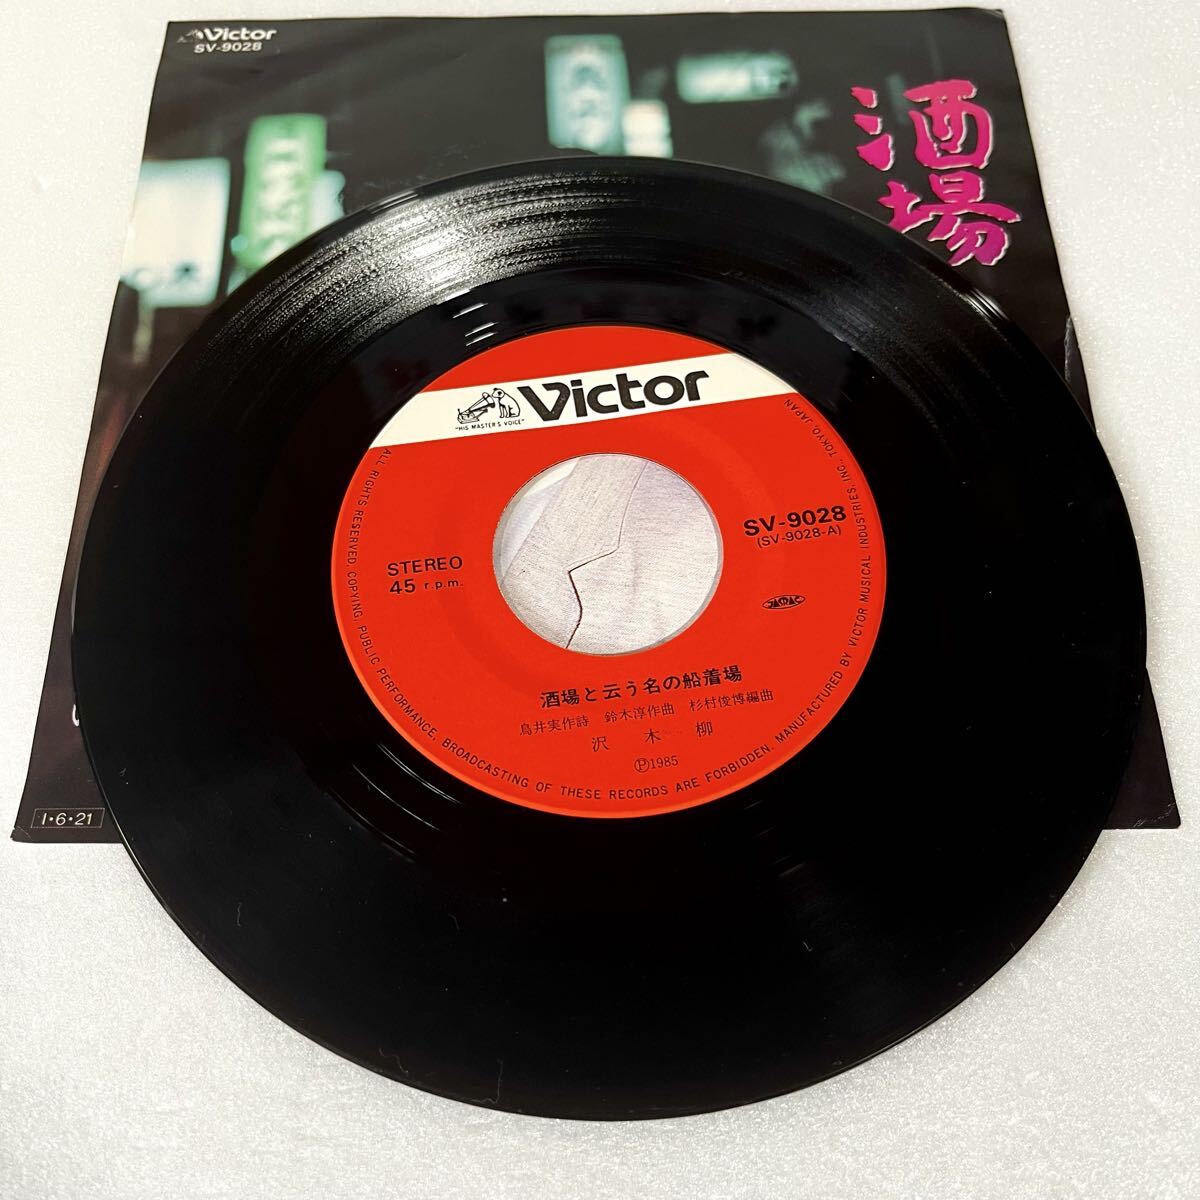 Victor
SV-9028
酒場
"HIS MASTER'S VOICE"
Victor
SV-9028
(SV-9028-A)
STEREO
45 r.p.m.
JASRAC
酒場と云う名の船着場
鳥井実作詩 鈴木淳作曲 杉村俊博編曲
沢木柳
Ⓟ1985
ALL RIGHTS RESERVED. COPYING, PUBLIC PERFORMANCE, BROADCASTING OF THESE RECORDS ARE FORBIDDEN. MANUFACTURED BY VICTOR MUSICAL INDUSTRIES, INC., TOKYO, JAPAN
I・6・21